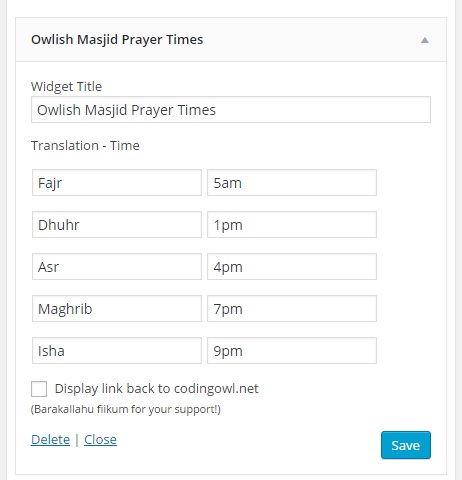 Owlish Masjid Prayer Times
Widget Title
Owlish Masjid Prayer Times
Translation - Time
Fajr 5am
Dhuhr 1pm
Asr 4pm
Maghrib 7pm
Isha 9pm
Display link back to codingowl.net
(Barakallahu fiikum for your support!)
Delete | Close
Save